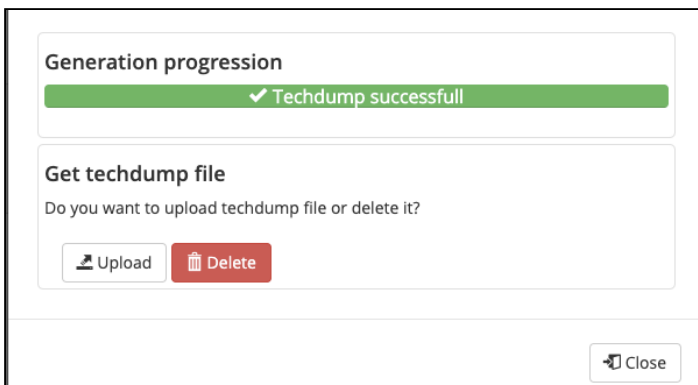 Generation progression
Techdump successfull
Get techdump file
Do you want to upload techdump file or delete it?
Upload Delete
Close